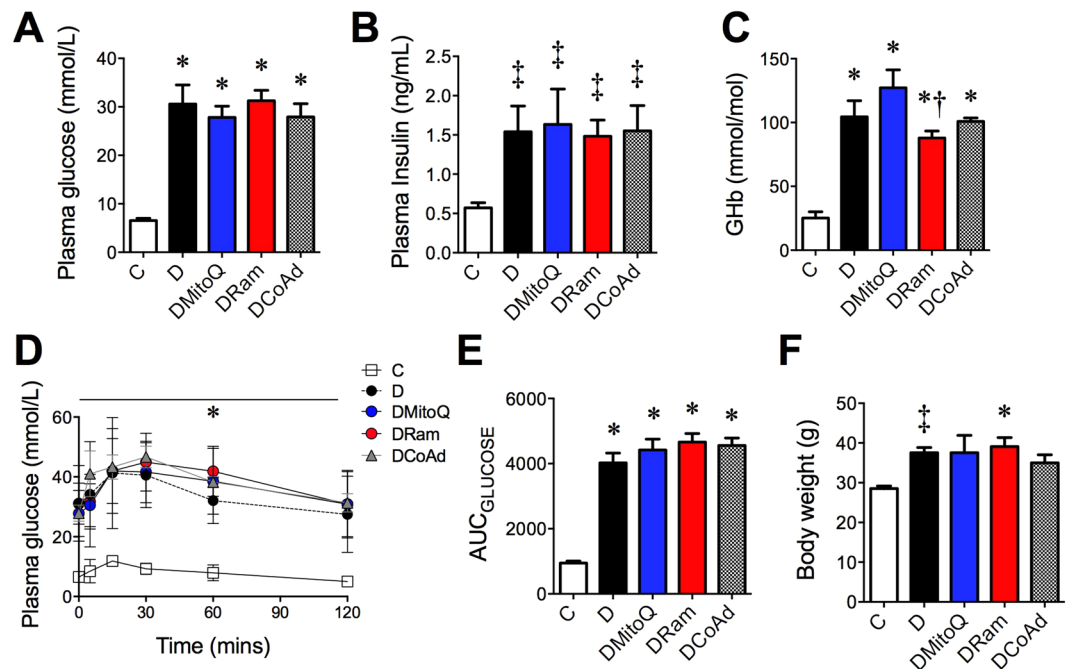 A
Plasma glucose (mmol/L)
40
30
20
10
0
* * * *
C D DMitoQ DRam DCoAd
B
Plasma Insulin (ng/mL)
2.5
2.0
1.5
1.0
0.5
0.0
‡ ‡ ‡ ‡
C D DMitoQ DRam DCoAd
C
GHb (mmol/mol)
150
100
50
0
* * *† *
C D DMitoQ DRam DCoAd
D
Plasma glucose (mmol/L)
60
40
20
0
*
0 30 60 90 120
Time (mins)
C
D
DMitoQ
DRam
DCoAd
E
AUCGLUCOSE
6000
4000
2000
0
* * * *
C D DMitoQ DRam DCoAd
F
Body weight (g)
50
40
30
20
10
0
‡ *
C D DMitoQ DRam DCoAd